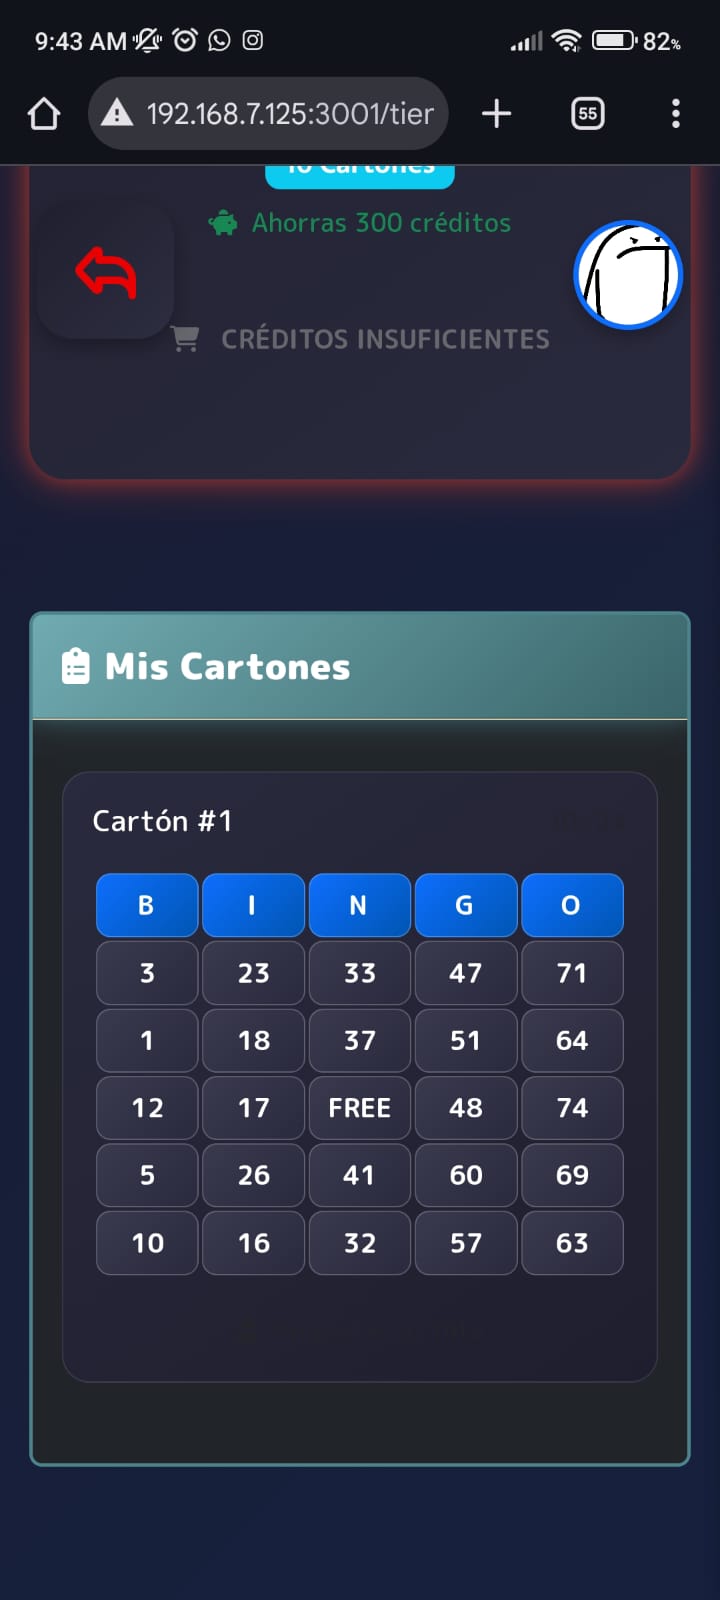 9:43 AM 82%
192.168.7.125:3001/tier 55
10 Cartones
Ahorras 300 créditos
CRÉDITOS INSUFICIENTES
Mis Cartones
Cartón #1
B I N G O
3 23 33 47 71
1 18 37 51 64
12 17 FREE 48 74
5 26 41 60 69
10 16 32 57 63